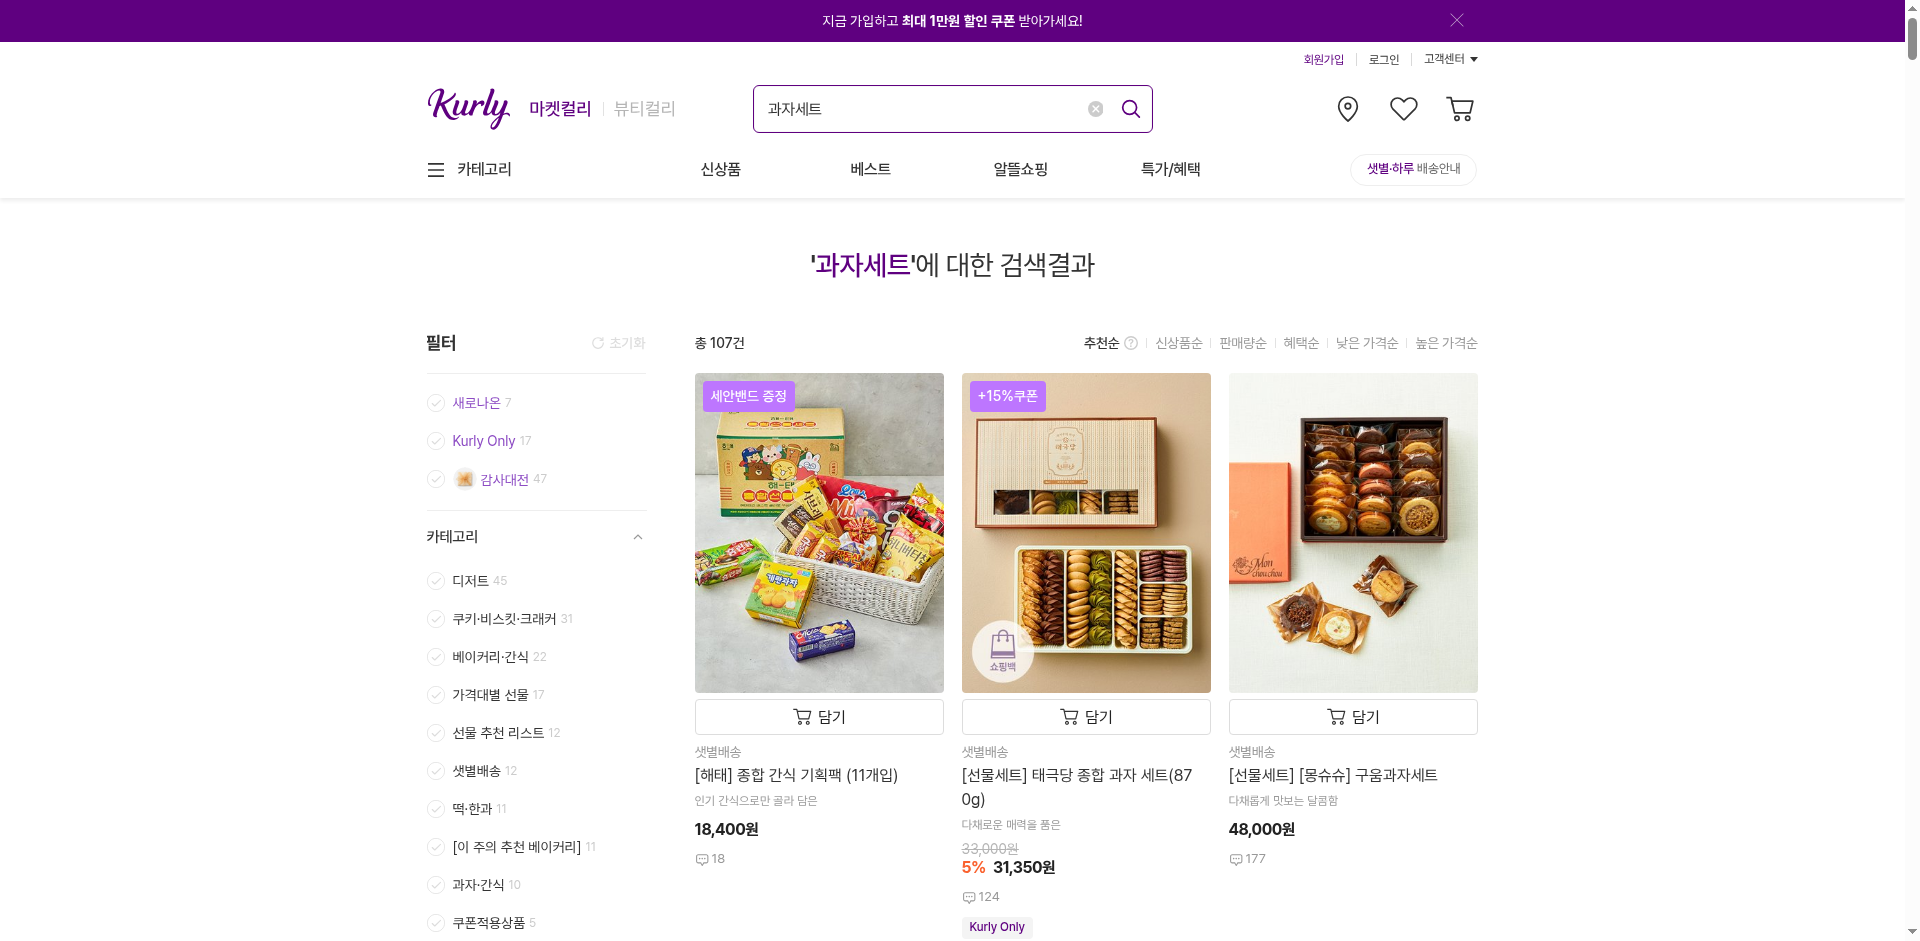 지금 가입하고 최대 1만원 할인 쿠폰 받아가세요!
회원가입 로그인 고객센터
Kurly 마켓컬리 뷰티컬리
과자세트
카테고리 신상품 베스트 알뜰쇼핑 특가/혜택 샛별·하루 배송안내
'과자세트'에 대한 검색결과
필터 초기화
총 107건 추천순 신상품순 판매량순 혜택순 낮은 가격순 높은 가격순
새로나온 7
Kurly Only 17
감사대전 47
카테고리
디저트 45
쿠키·비스킷·크래커 31
베이커리·간식 22
가격대별 선물 17
선물 추천 리스트 12
샛별배송 12
떡·한과 11
[이 주의 추천 베이커리] 11
과자·간식 10
쿠폰적용상품 5
세안밴드 증정
해태
담기
샛별배송
[해태] 종합 간식 기획팩 (11개입)
인기 간식으로만 골라 담은
18,400원
18
+15%쿠폰
태극당
쇼핑백
담기
샛별배송
[선물세트] 태극당 종합 과자 세트(87
0g)
다채로운 매력을 품은
33,000원
5% 31,350원
124
Kurly Only
Mon
chouchou
담기
샛별배송
[선물세트] [몽슈슈] 구움과자세트
다채롭게 맛보는 달콤함
48,000원
177